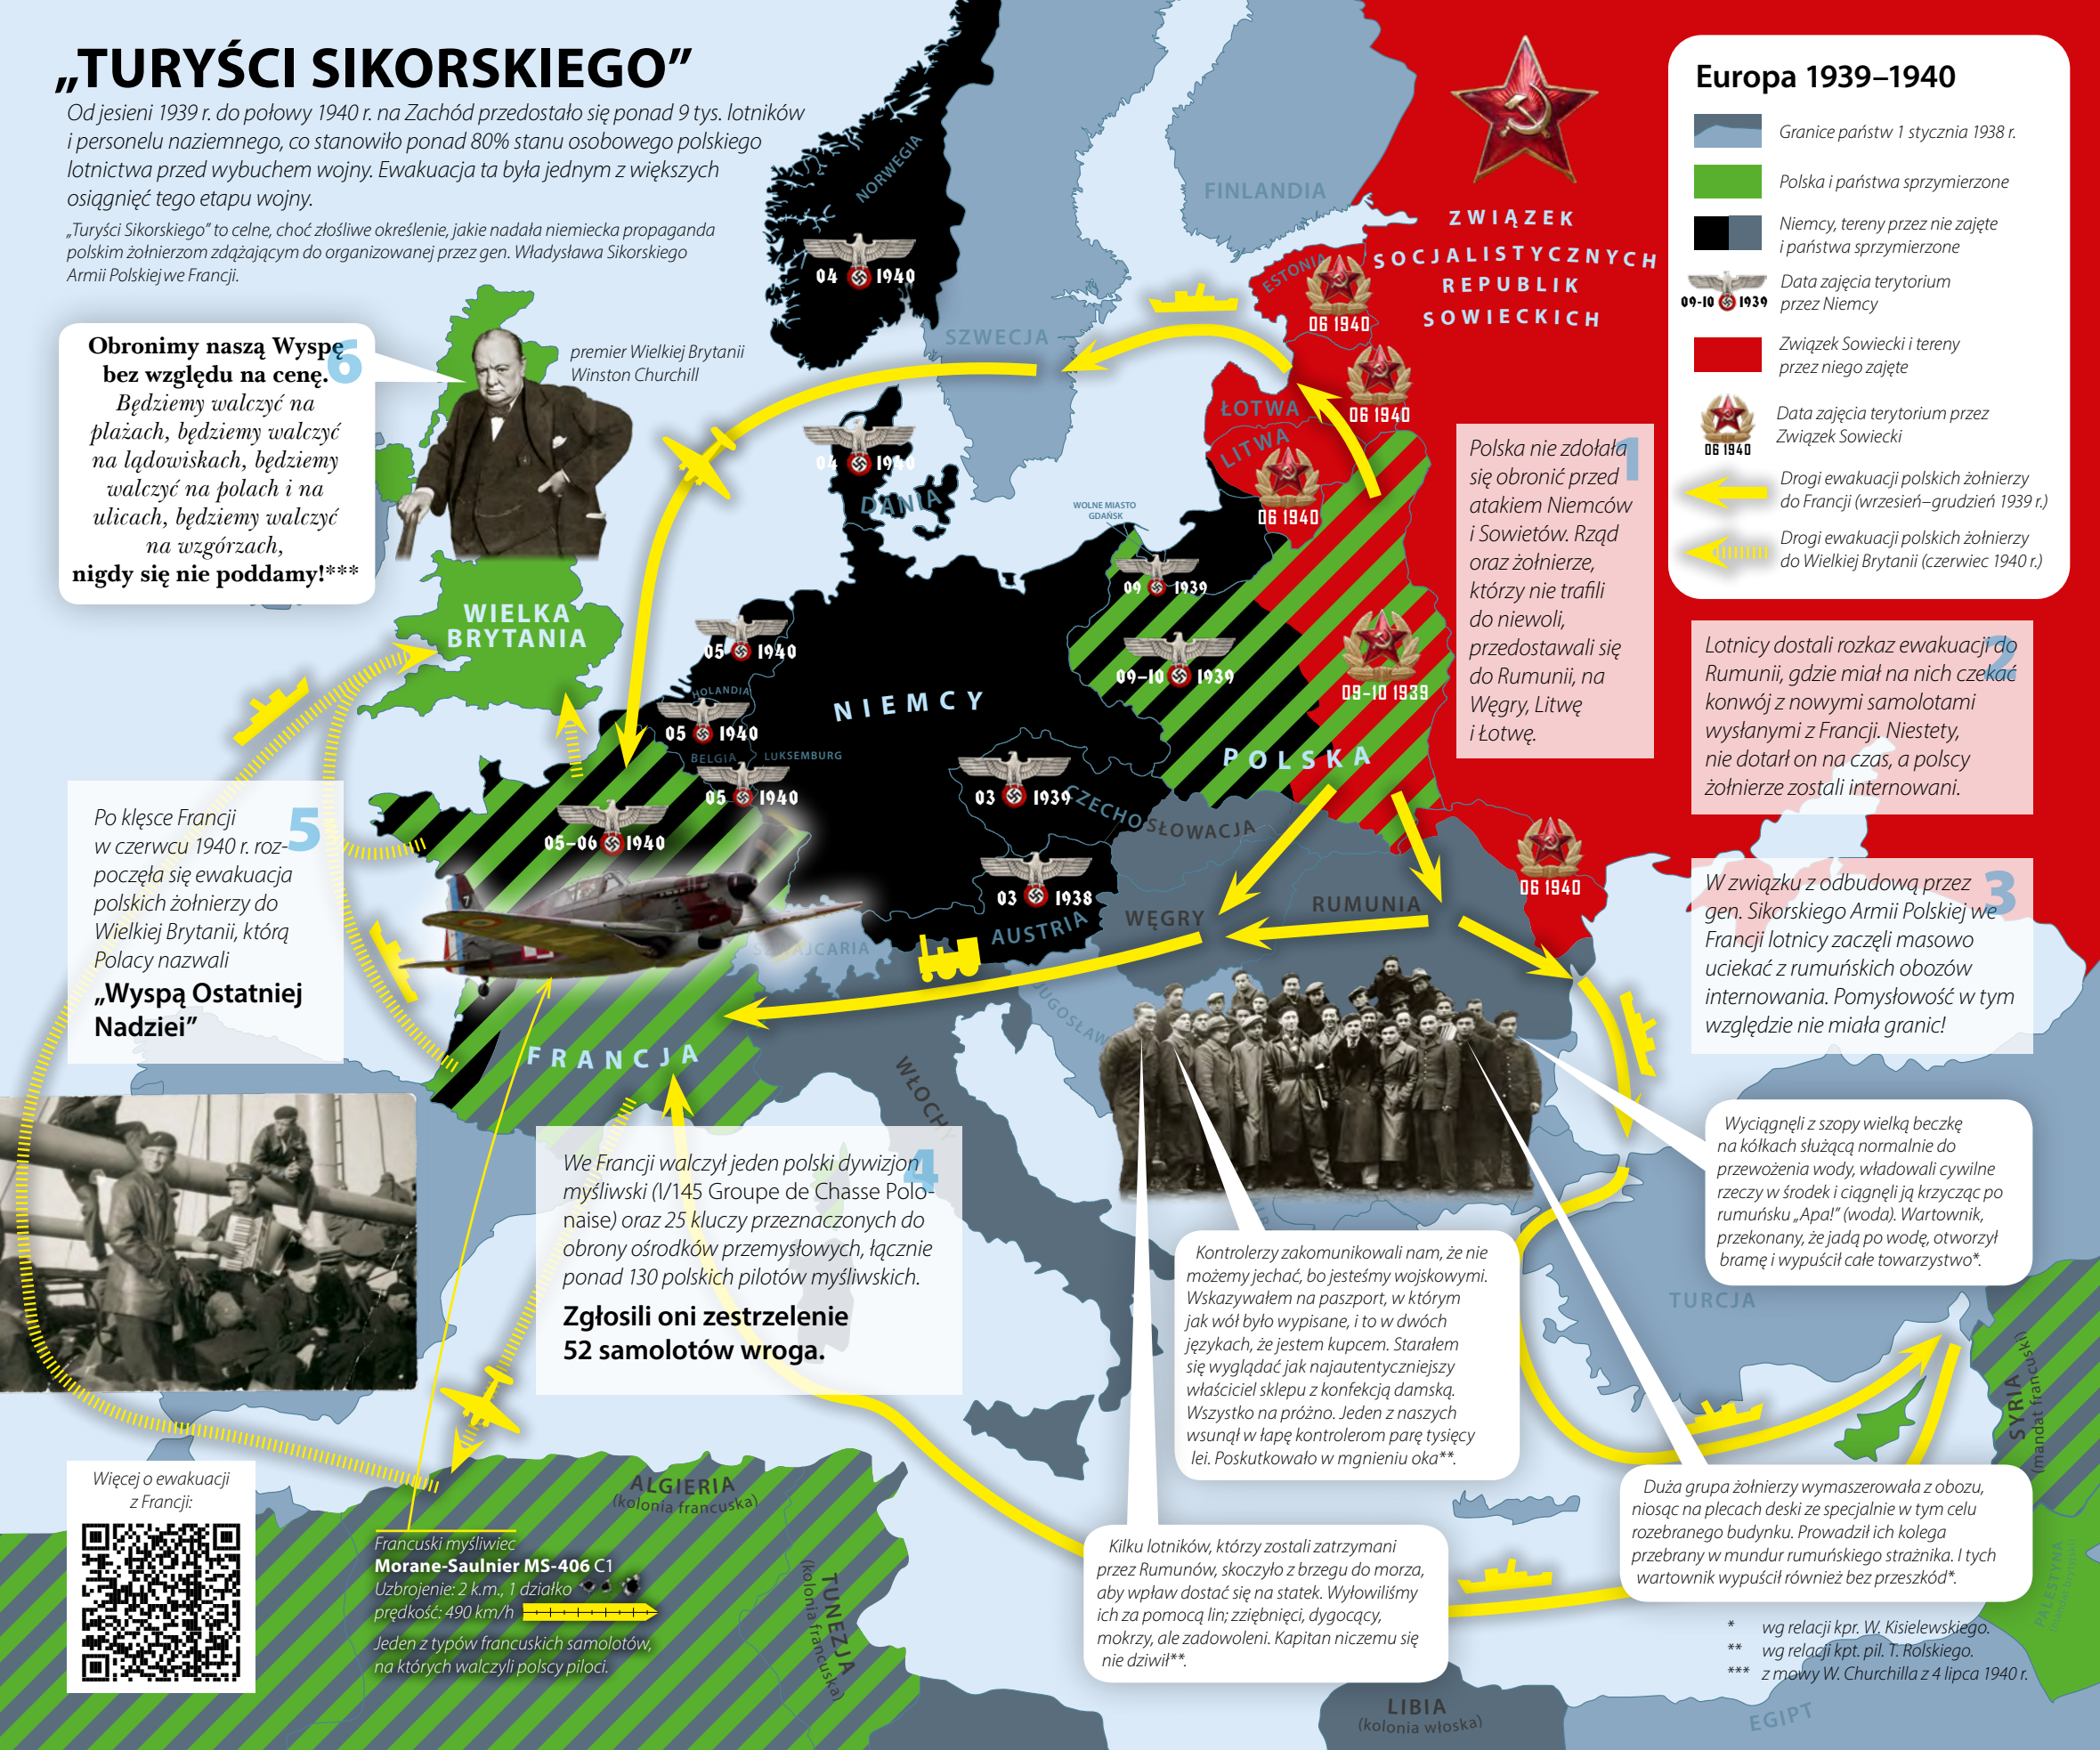 „TURYŚCI SIKORSKIEGO”
Od jesieni 1939 r. do połowy 1940 r. na Zachód przedostało się ponad 9 tys. lotników
i personelu naziemnego, co stanowiło ponad 80% stanu osobowego polskiego
lotnictwa przed wybuchem wojny. Ewakuacja ta była jednym z większych
osiągnięć tego etapu wojny.
„Turyści Sikorskiego” to celne, choć złośliwe określenie, jakie nadała niemiecka propaganda
polskim żołnierzom zdążającym do organizowanej przez gen. Władysława Sikorskiego
Armii Polskiej we Francji.
Europa 1939–1940
Granice państw 1 stycznia 1938 r.
Polska i państwa sprzymierzone
Niemcy, tereny przez nie zajęte
i państwa sprzymierzone
09-10 1939
Data zajęcia terytorium
przez Niemcy
Związek Sowiecki i tereny
przez niego zajęte
06 1940
Data zajęcia terytorium przez
Związek Sowiecki
Drogi ewakuacji polskich żołnierzy
do Francji (wrzesień–grudzień 1939 r.)
Drogi ewakuacji polskich żołnierzy
do Wielkiej Brytanii (czerwiec 1940 r.)
1
Polska nie zdołała
się obronić przed
atakiem Niemców
i Sowietów. Rząd
oraz żołnierze,
którzy nie trafili
do niewoli,
przedostawali się
do Rumunii, na
Węgry, Litwę
i Łotwę.
2
Lotnicy dostali rozkaz ewakuacji do
Rumunii, gdzie miał na nich czekać
konwój z nowymi samolotami
wysłanymi z Francji. Niestety,
nie dotarł on na czas, a polscy
żołnierze zostali internowani.
3
W związku z odbudową przez
gen. Sikorskiego Armii Polskiej we
Francji lotnicy zaczęli masowo
uciekać z rumuńskich obozów
internowania. Pomysłowość w tym
względzie nie miała granic!
Wyciągnęli z szopy wielką beczkę
na kółkach służącą normalnie do
przewożenia wody, władowali cywilne
rzeczy w środek i ciągnęli ją krzycząc po
rumuńsku „Apa!” (woda). Wartownik,
przekonany, że jadą po wodę, otworzył
bramę i wypuścił całe towarzystwo*.
Kontrolerzy zakomunikowali nam, że nie
możemy jechać, bo jesteśmy wojskowymi.
Wskazywałem na paszport, w którym
jak wół było wypisane, i to w dwóch
językach, że jestem kupcem. Starałem
się wyglądać jak najautentyczniejszy
właściciel sklepu z konfekcją damską.
Wszystko na próżno. Jeden z naszych
wsunął w łapę kontrolerom parę tysięcy
lei. Poskutkowało w mgnieniu oka**.
Duża grupa żołnierzy wymaszerowała z obozu,
niosąc na plecach deski ze specjalnie w tym celu
rozebranego budynku. Prowadził ich kolega
przebrany w mundur rumuńskiego strażnika. I tych
wartownik wypuścił również bez przeszkód*.
Kilku lotników, którzy zostali zatrzymani
przez Rumunów, skoczyło z brzegu do morza,
aby wpław dostać się na statek. Wyłowiliśmy
ich za pomocą lin; zziębnięci, dygocący,
mokrzy, ale zadowoleni. Kapitan niczemu się
nie dziwił**.
4
We Francji walczył jeden polski dywizjon
myśliwski (I/145 Groupe de Chasse Polo-
naise) oraz 25 kluczy przeznaczonych do
obrony ośrodków przemysłowych, łącznie
ponad 130 polskich pilotów myśliwskich.
Zgłosili oni zestrzelenie
52 samolotów wroga.
5
Po klęsce Francji
w czerwcu 1940 r. roz-
poczęła się ewakuacja
polskich żołnierzy do
Wielkiej Brytanii, którą
Polacy nazwali
„Wyspą Ostatniej
Nadziei”
6
Obronimy naszą Wyspę
bez względu na cenę.
Będziemy walczyć na
plażach, będziemy walczyć
na lądowiskach, będziemy
walczyć na polach i na
ulicach, będziemy walczyć
na wzgórzach,
nigdy się nie poddamy!***
premier Wielkiej Brytanii
Winston Churchill
Więcej o ewakuacji
z Francji:
Francuski myśliwiec
Morane-Saulnier MS-406 C1
Uzbrojenie: 2 k.m., 1 działko
prędkość: 490 km/h
Jeden z typów francuskich samolotów,
na których walczyli polscy piloci.
* wg relacji kpr. W. Kisielewskiego.
** wg relacji kpt. pil. T. Rolskiego.
*** z mowy W. Churchilla z 4 lipca 1940 r.
NORWEGIA
04 1940
SZWECJA
FINLANDIA
ZWIĄZEK
SOCJALISTYCZNYCH
REPUBLIK
SOWIECKICH
ESTONIA
06 1940
ŁOTWA
06 1940
LITWA
06 1940
04 1940
DANIA
WOLNE MIASTO
GDAŃSK
09 1939
09–10 1939
09-10 1939
POLSKA
WIELKA
BRYTANIA
05 1940
HOLANDIA
05 1940
BELGIA
LUKSEMBURG
05 1940
NIEMCY
03 1939
CZECHOSŁOWACJA
03 1938
AUSTRIA
05–06 1940
FRANCJA
WĘGRY
RUMUNIA
06 1940
WŁOCHY
TURCJA
SYRIA
(mandat francuski)
PALESTYNA
ALGIERIA
(kolonia francuska)
TUNEZJA
(kolonia francuska)
LIBIA
(kolonia włoska)
EGIPT